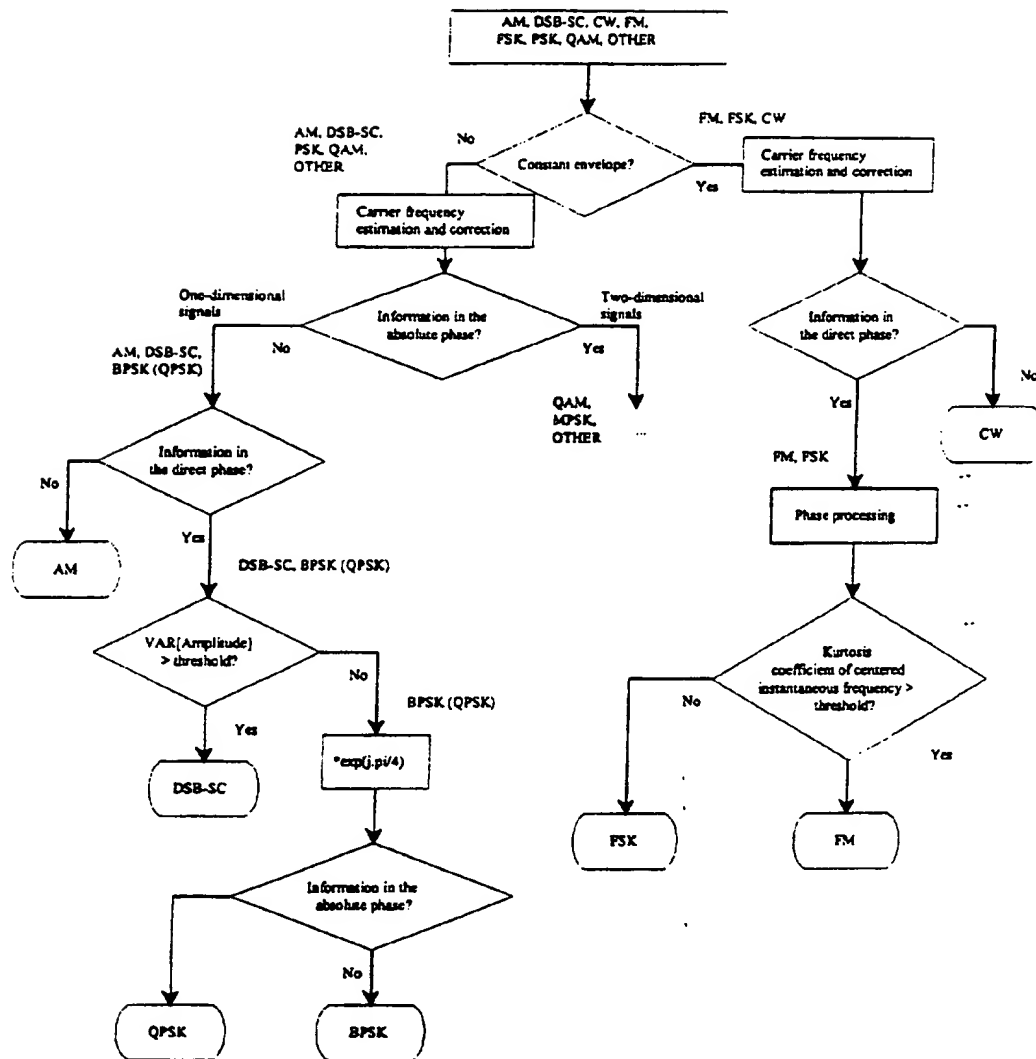 AM, DSB-SC, CW, FM,
FSK, PSK, QAM, OTHER
AM, DSB-SC,
PSK, QAM,
OTHER
No
Constant envelope?
Yes
FM, FSK, CW
Carrier frequency
estimation and correction
Carrier frequency
estimation and correction
One-dimensional
signals
No
Information in the
absolute phase?
Two-dimensional
signals
Yes
Information in
the direct phase?
No
Yes
CW
AM, DSB-SC,
BPSK (QPSK)
QAM,
MPSK,
OTHER
...
Information in
the direct phase?
No
Yes
AM
FM, FSK
Phase processing
DSB-SC, BPSK (QPSK)
VAR(Amplitude)
> threshold?
No
Yes
DSB-SC
BPSK (QPSK)
*exp(j.pi/4)
Kurtosis
coefficient of centered
instantaneous frequency >
threshold?
No
Yes
FSK
FM
Information in the
absolute phase?
No
QPSK
BPSK